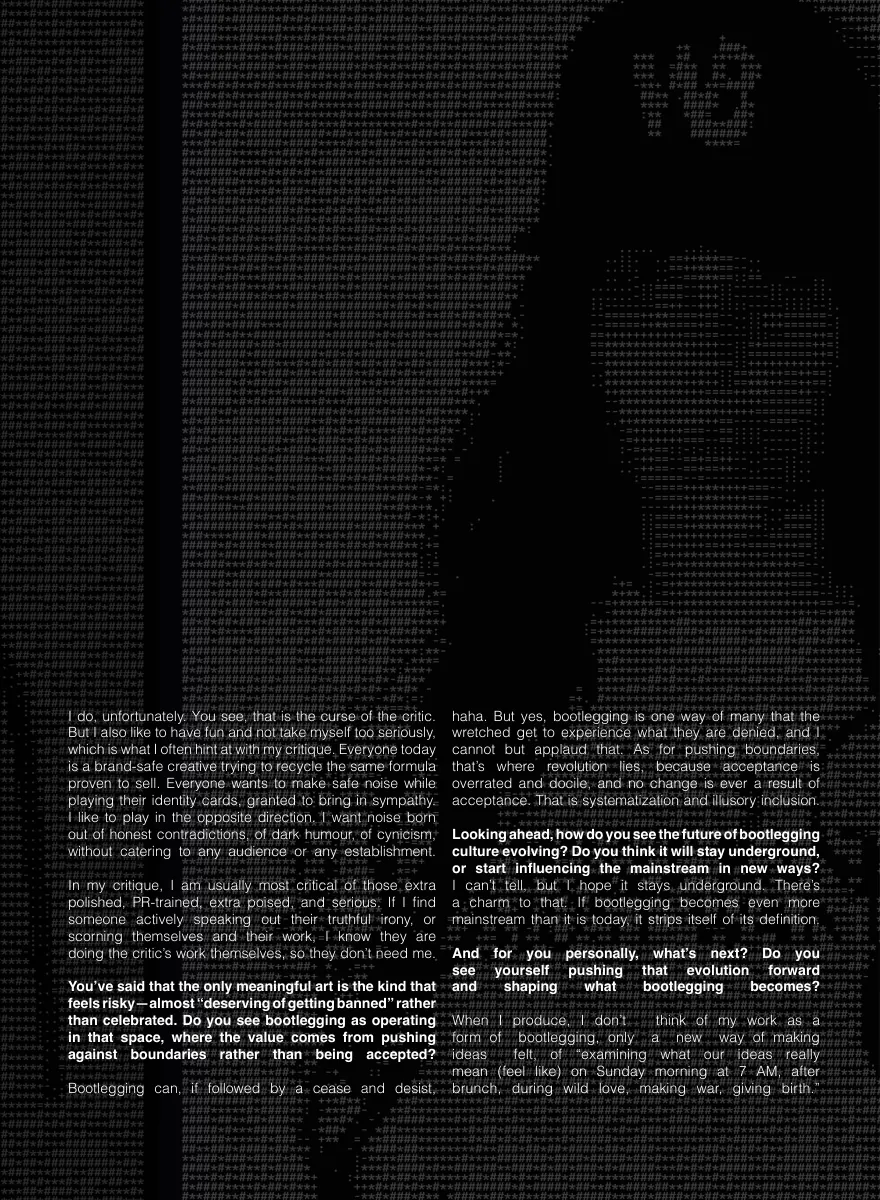 I do, unfortunately. You see, that is the curse of the critic.
But I also like to have fun and not take myself too seriously,
which is what I often hint at with my critique. Everyone today
is a brand-safe creative trying to recycle the same formula
proven to sell. Everyone wants to make safe noise while
playing their identity cards, granted to bring in sympathy.
I like to play in the opposite direction. I want noise born
out of honest contradictions, of dark humour, of cynicism,
without catering to any audience or any establishment.
In my critique, I am usually most critical of those extra
polished, PR-trained, extra poised, and serious. If I find
someone actively speaking out their truthful irony, or
scorning themselves and their work, I know they are
doing the critic's work themselves, so they don't need me.
You've said that the only meaningful art is the kind that
feels risky—almost “deserving of getting banned” rather
than celebrated. Do you see bootlegging as operating
in that space, where the value comes from pushing
against boundaries rather than being accepted?
Bootlegging can, if followed by a cease and desist,
haha. But yes, bootlegging is one way of many that the
wretched get to experience what they are denied, and I
cannot but applaud that. As for pushing boundaries,
that's where revolution lies, because acceptance is
overrated and docile, and no change is ever a result of
acceptance. That is systematization and illusory inclusion.
Looking ahead, how do you see the future of bootlegging
culture evolving? Do you think it will stay underground,
or start influencing the mainstream in new ways?
I can't tell, but I hope it stays underground. There's
a charm to that. If bootlegging becomes even more
mainstream than it is today, it strips itself of its definition.
And for you personally, what's next? Do you
see yourself pushing that evolution forward
and shaping what bootlegging becomes?
When I produce, I don't think of my work as a
form of bootlegging, only a new way of making
ideas felt, of “examining what our ideas really
mean (feel like) on Sunday morning at 7 AM, after
brunch, during wild love, making war, giving birth.”